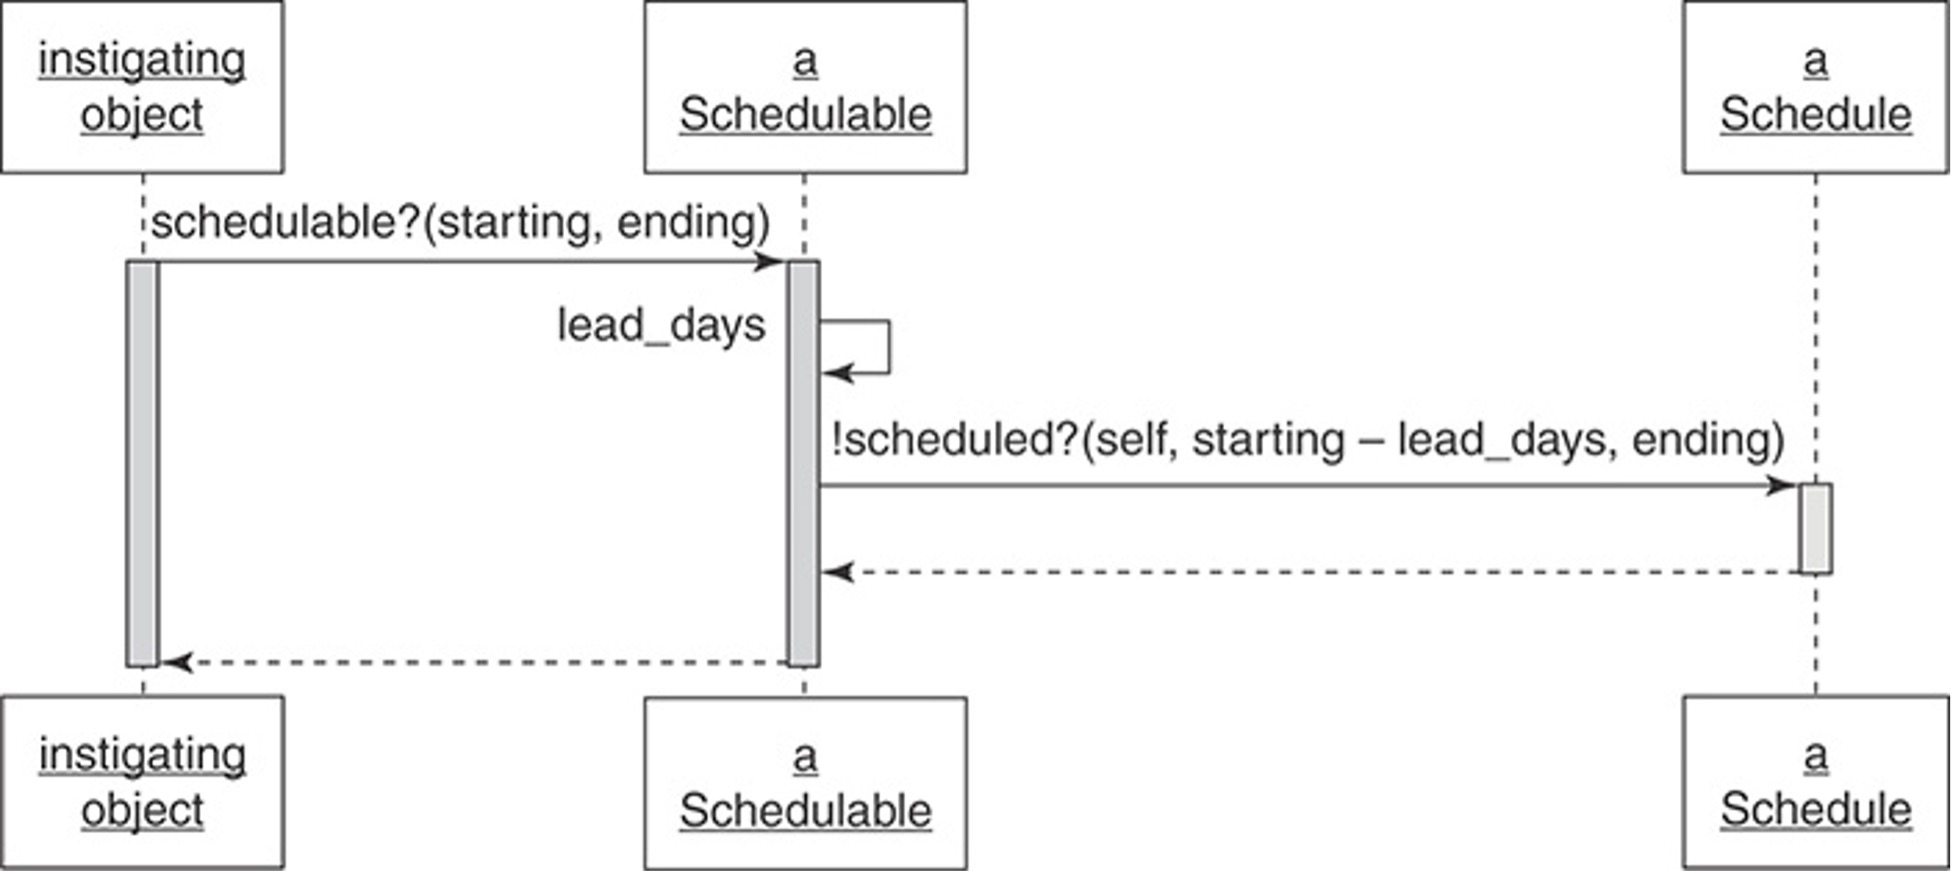 instigating
object
a
Schedulable
a
Schedule
schedulable?(starting, ending)
lead_days
!scheduled?(self, starting – lead_days, ending)
instigating
object
a
Schedulable
a
Schedule